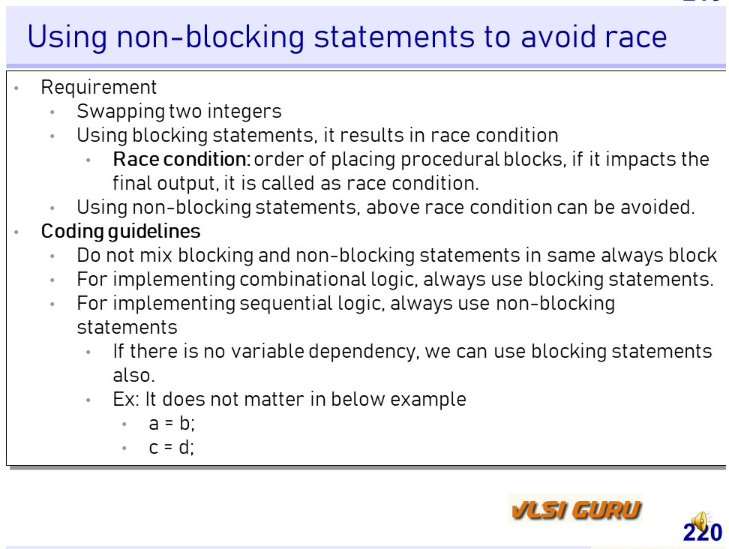 Using non-blocking statements to avoid race
• Requirement
• Swapping two integers
• Using blocking statements, it results in race condition
• Race condition: order of placing procedural blocks, if it impacts the
final output, it is called as race condition.
• Using non-blocking statements, above race condition can be avoided.
• Coding guidelines
• Do not mix blocking and non-blocking statements in same always block
• For implementing combinational logic, always use blocking statements.
• For implementing sequential logic, always use non-blocking
statements
• If there is no variable dependency, we can use blocking statements
also.
• Ex: It does not matter in below example
• a = b;
• c = d;
VLSI GURU
220